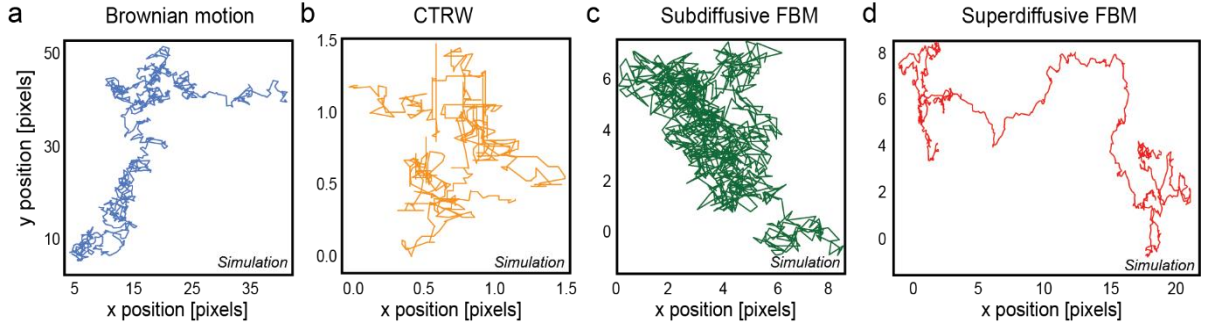 a Brownian motion b CTRW c Subdiffusive FBM d Superdiffusive FBM
y position [pixels]
50
30
10
5 15 25 35
x position [pixels]
Simulation
1.5
1.0
0.5
0.0
0.0 0.5 1.0 1.5
x position [pixels]
Simulation
6
4
2
0
0 2 4 6 8
x position [pixels]
Simulation
8
6
4
2
0
0 5 10 15 20
x position [pixels]
Simulation